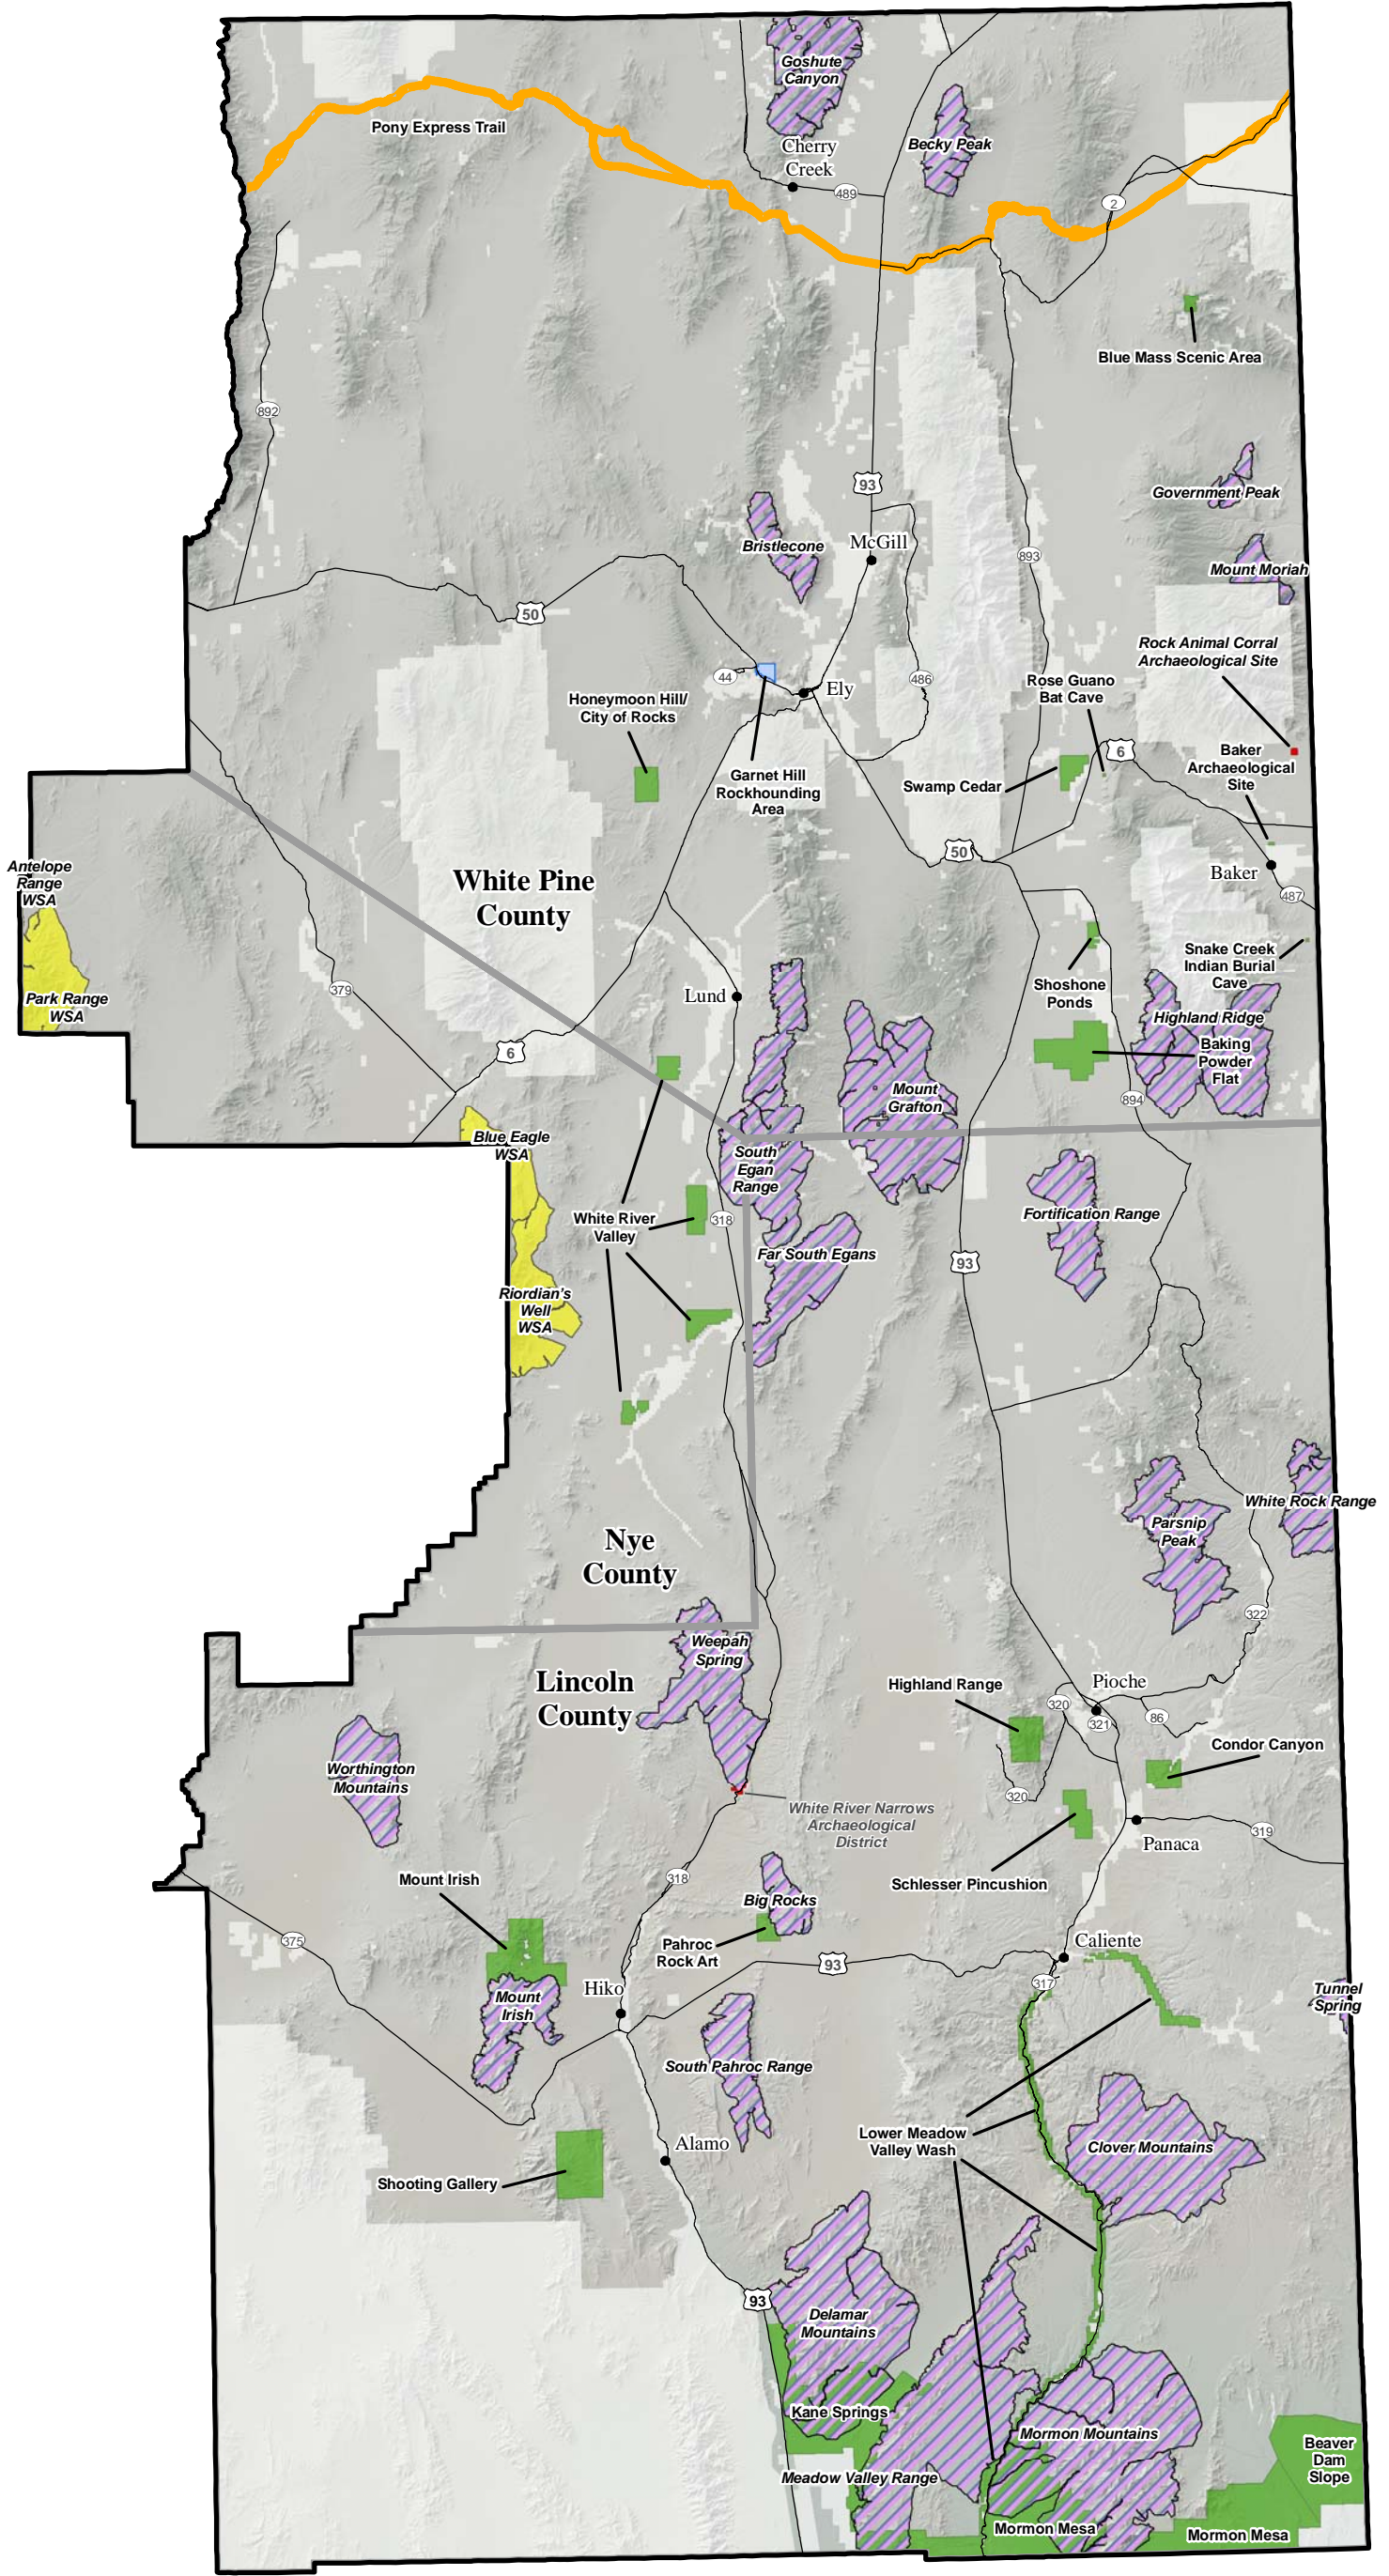 Goshute
Canyon
Pony Express Trail
Becky Peak
Cherry
Creek
489
2
Blue Mass Scenic Area
892
93
Government Peak
Bristlecone
McGill
893
Mount Moriah
50
Rock Animal Corral
Archaeological Site
44
Ely
486
Rose Guano
Bat Cave
Honeymoon Hill/
City of Rocks
6
Baker
Archaeological
Site
Garnet Hill
Rockhounding
Area
Swamp Cedar
50
Antelope
Range
WSA
White Pine
County
Baker
487
Snake Creek
Indian Burial
Cave
Park Range
WSA
379
Lund
Shoshone
Ponds
Highland Ridge
Baking
Powder
Flat
6
Mount
Grafton
894
Blue Eagle
WSA
South
Egan
Range
White River
Valley
318
Fortification Range
Far South Egans
93
Riordian's
Well
WSA
White Rock Range
Parsnip
Peak
Nye
County
322
Weepah
Spring
Lincoln
County
Highland Range
Pioche
320
321
86
Condor Canyon
Worthington
Mountains
320
White River Narrows
Archaeological
District
319
Panaca
Mount Irish
318
Schlesser Pincushion
Big Rocks
375
Pahroc
Rock Art
Caliente
93
317
Hiko
Mount
Irish
Tunnel
Spring
South Pahroc Range
Lower Meadow
Valley Wash
Alamo
Clover Mountains
Shooting Gallery
93
Delamar
Mountains
Kane Springs
Mormon Mountains
Beaver
Dam
Slope
Meadow Valley Range
Mormon Mesa
Mormon Mesa